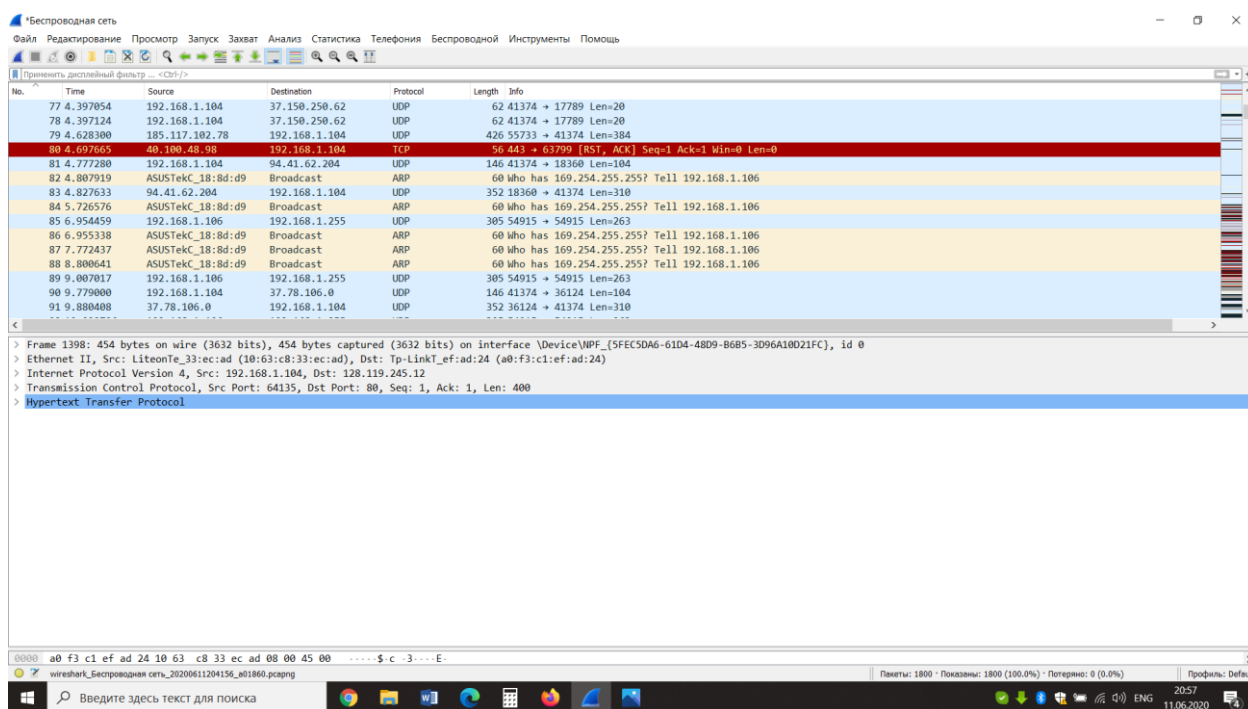 *Беспроводная сеть
Файл Редактирование Просмотр Запуск Захват Анализ Статистика Телефония Беспроводной Инструменты Помощь
Применить дисплейный фильтр ... <Ctrl-/>
No. Time Source Destination Protocol Length Info
77 4.397054 192.168.1.104 37.150.250.62 UDP 62 41374 → 17789 Len=20
78 4.397124 192.168.1.104 37.150.250.62 UDP 62 41374 → 17789 Len=20
79 4.628300 185.117.102.78 192.168.1.104 UDP 426 55733 → 41374 Len=384
80 4.697665 40.100.48.98 192.168.1.104 TCP 56 443 → 63799 [RST, ACK] Seq=1 Ack=1 Win=0 Len=0
81 4.777280 192.168.1.104 94.41.62.204 UDP 146 41374 → 18360 Len=104
82 4.807919 ASUSTekC_18:8d:d9 Broadcast ARP 60 Who has 169.254.255.255? Tell 192.168.1.106
83 4.827633 94.41.62.204 192.168.1.104 UDP 352 18360 → 41374 Len=310
84 5.726576 ASUSTekC_18:8d:d9 Broadcast ARP 60 Who has 169.254.255.255? Tell 192.168.1.106
85 6.954459 192.168.1.106 192.168.1.255 UDP 305 54915 → 54915 Len=263
86 6.955338 ASUSTekC_18:8d:d9 Broadcast ARP 60 Who has 169.254.255.255? Tell 192.168.1.106
87 7.772437 ASUSTekC_18:8d:d9 Broadcast ARP 60 Who has 169.254.255.255? Tell 192.168.1.106
88 8.800641 ASUSTekC_18:8d:d9 Broadcast ARP 60 Who has 169.254.255.255? Tell 192.168.1.106
89 9.007017 192.168.1.106 192.168.1.255 UDP 305 54915 → 54915 Len=263
90 9.779000 192.168.1.104 37.78.106.0 UDP 146 41374 → 36124 Len=104
91 9.880408 37.78.106.0 192.168.1.104 UDP 352 36124 → 41374 Len=310
> Frame 1398: 454 bytes on wire (3632 bits), 454 bytes captured (3632 bits) on interface \Device\NPF_{5FEC5DA6-61D4-48D9-B6B5-3D96A10D21FC}, id 0
> Ethernet II, Src: LiteonTe_33:ec:ad (10:63:c8:33:ec:ad), Dst: Tp-LinkT_ef:ad:24 (a0:f3:c1:ef:ad:24)
> Internet Protocol Version 4, Src: 192.168.1.104, Dst: 128.119.245.12
> Transmission Control Protocol, Src Port: 64135, Dst Port: 80, Seq: 1, Ack: 1, Len: 400
> Hypertext Transfer Protocol
0000 a0 f3 c1 ef ad 24 10 63 c8 33 ec ad 08 00 45 00 ·····$·c ·3····E·
wireshark_Беспроводная сеть_20200611204156_a01860.pcapng Пакеты: 1800 · Показаны: 1800 (100.0%) · Потеряно: 0 (0.0%) Профиль: Defau
Введите здесь текст для поиска ENG 20:57
11.06.2020